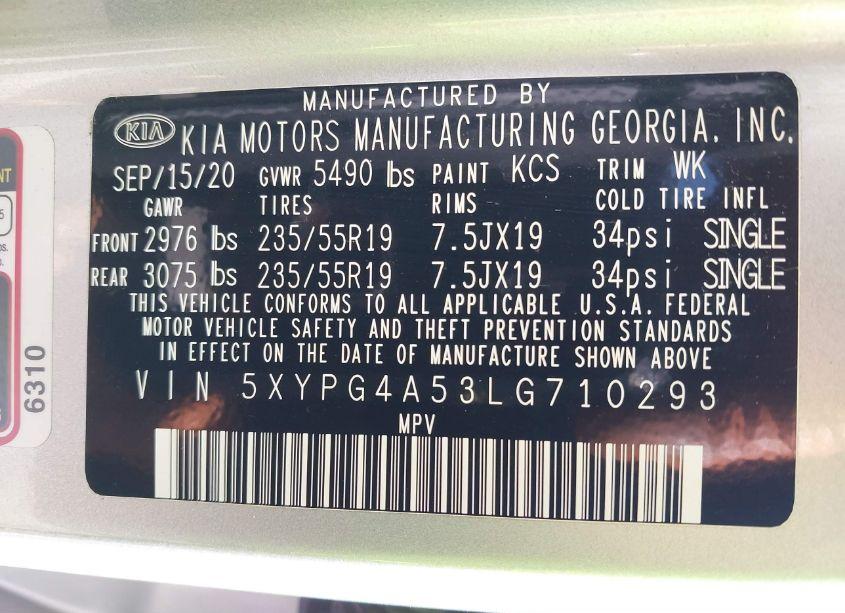 MANUFACTURED BY
KIA KIA MOTORS MANUFACTURING GEORGIA. INC.
SEP/15/20 GVWR 5490 lbs PAINT KCS TRIM WK
GAWR TIRES RIMS COLD TIRE INFL
FRONT 2976 lbs 235/55R19 7.5JX19 34psi SINGLE
REAR 3075 lbs 235/55R19 7.5JX19 34psi SINGLE
THIS VEHICLE CONFORMS TO ALL APPLICABLE U.S.A. FEDERAL
MOTOR VEHICLE SAFETY AND THEFT PREVENTION STANDARDS
IN EFFECT ON THE DATE OF MANUFACTURE SHOWN ABOVE
VIN 5XYPG4A53LG710293
MPV
6310